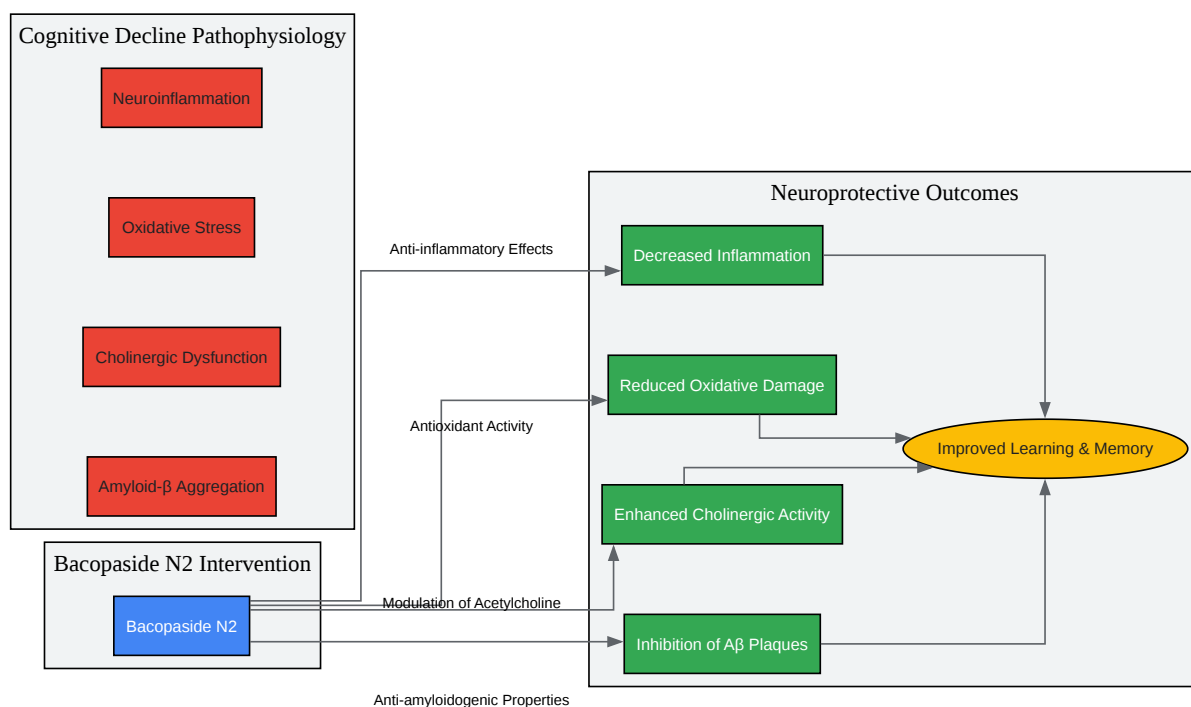 Cognitive Decline Pathophysiology
Neuroinflammation
Oxidative Stress
Cholinergic Dysfunction
Amyloid-β Aggregation
Bacopaside N2 Intervention
Bacopaside N2
Anti-inflammatory Effects
Antioxidant Activity
Modulation of Acetylcholine
Anti-amyloidogenic Properties
Neuroprotective Outcomes
Decreased Inflammation
Reduced Oxidative Damage
Enhanced Cholinergic Activity
Inhibition of Aβ Plaques
Improved Learning & Memory